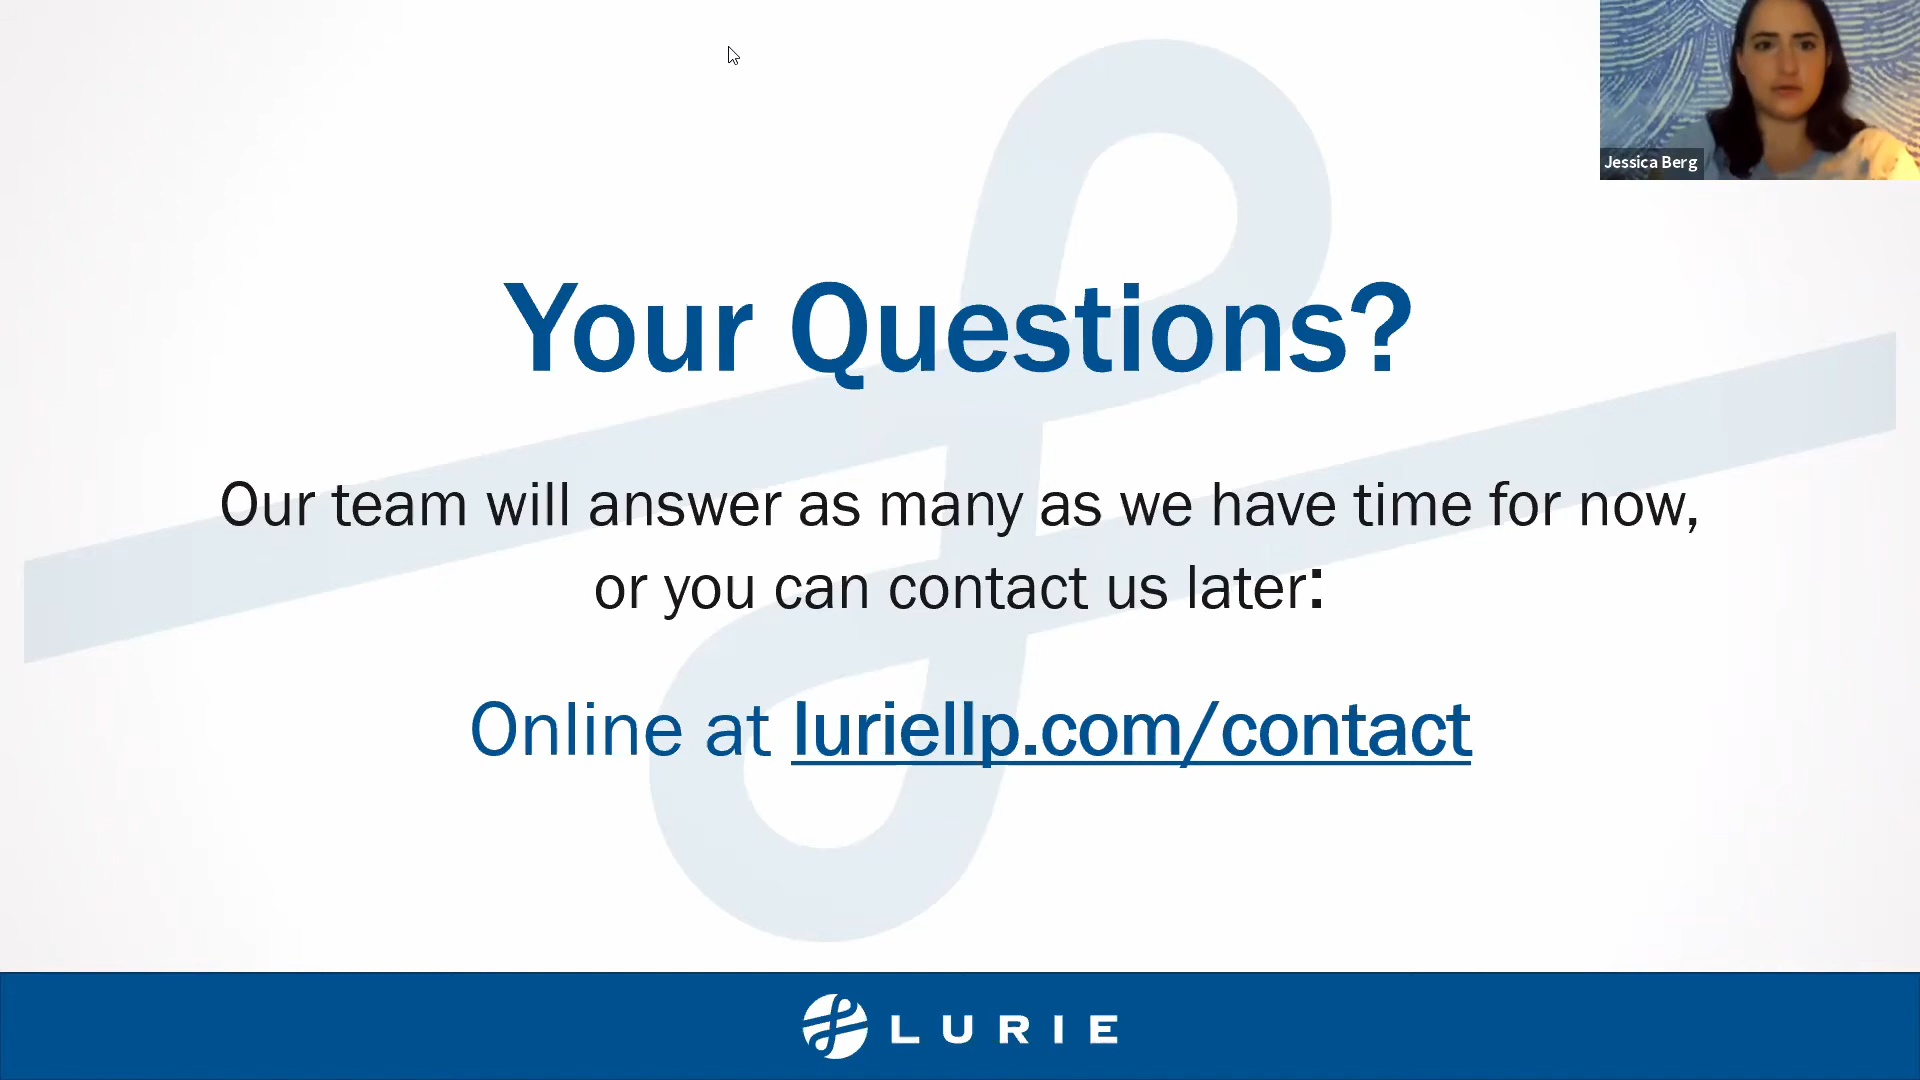 Jessica Berg
Your Questions?
Our team will answer as many as we have time for now,
or you can contact us later:
Online at luriellp.com/contact
LURIE